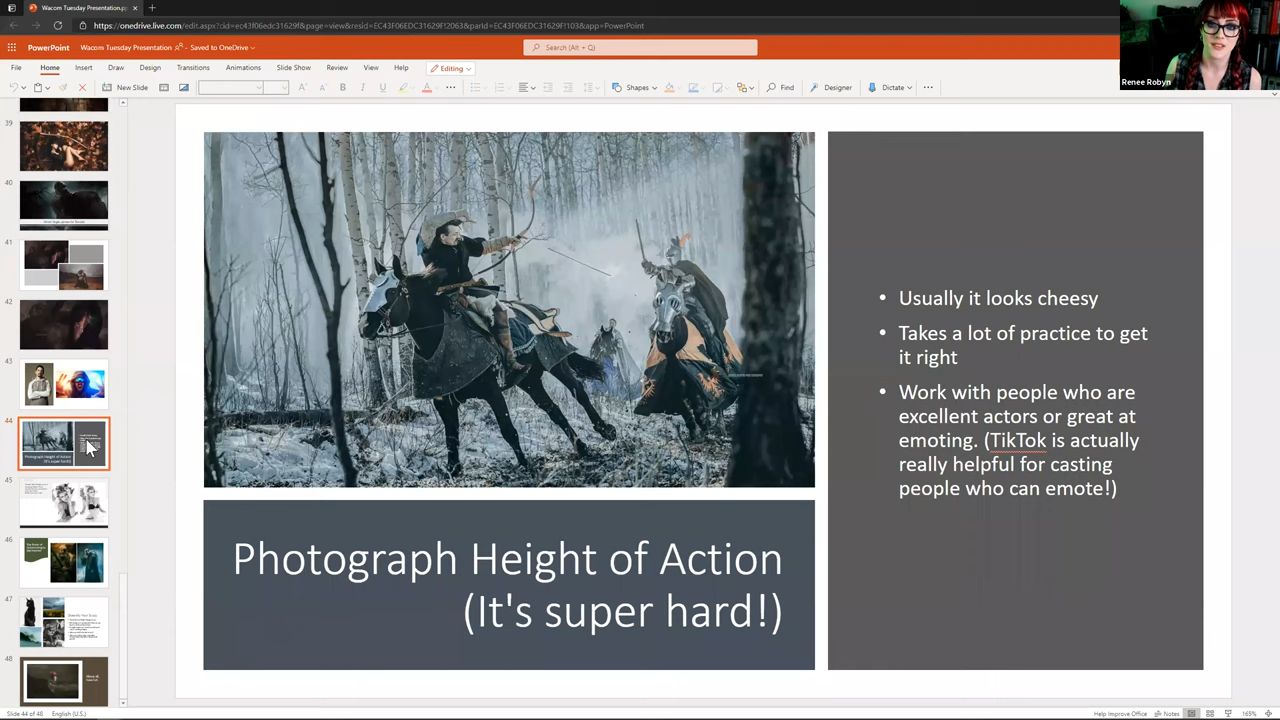 Wacom Tuesday Presentation.p
https://onedrive.live.com/edit.aspx?cid=ec43f06edc31629f&page=view&resid=EC43F06EDC31629F!2063&parId=EC43F06EDC31629F!103&app=PowerPoint
PowerPoint
Wacom Tuesday Presentation - Saved to OneDrive
Search (Alt + Q)
Renee Robyn
File Home Insert Draw Design Transitions Animations Slide Show Review View Help Editing
New Slide
B I U
Shapes
Find
Designer
Dictate
39
40
41
42
43
44
45
46
47
48
Photograph Height of Action
(It's super hard!)
• Usually it looks cheesy
• Takes a lot of practice to get
it right
• Work with people who are
excellent actors or great at
emoting. (TikTok is actually
really helpful for casting
people who can emote!)
Slide 44 of 48 English (U.S.)
Help Improve Office Notes 165%